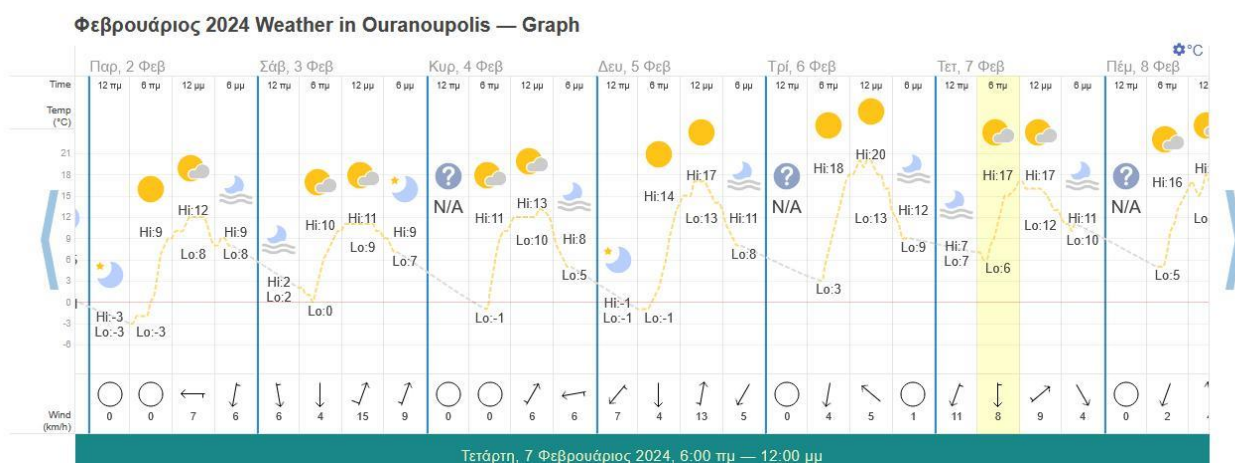 Φεβρουάριος 2024 Weather in Ouranoupolis — Graph
°C
Παρ, 2 Φεβ Σάβ, 3 Φεβ Κυρ, 4 Φεβ Δευ, 5 Φεβ Τρί, 6 Φεβ Τετ, 7 Φεβ Πέμ, 8 Φεβ
Time 12 πμ 6 πμ 12 μμ 6 μμ 12 πμ 6 πμ 12 μμ 6 μμ 12 πμ 6 πμ 12 μμ 6 μμ 12 πμ 6 πμ 12 μμ 6 μμ 12 πμ 6 πμ 12 μμ 6 μμ 12 πμ 6 πμ 12 μμ 6 μμ 12 πμ 6 πμ 12
Temp
(°C)
21
18
15
12
9
6
3
0
-3
-6
Hi:-3
Lo:-3
Hi:9
Lo:-3
Hi:12
Lo:8
Hi:9
Lo:8
Hi:2
Lo:2
Hi:10
Lo:0
Hi:11
Lo:9
Hi:9
Lo:7
?
N/A
Hi:11
Lo:-1
Hi:13
Lo:10
Hi:8
Lo:5
Hi:-1
Lo:-1
Hi:14
Lo:-1
Hi:17
Lo:13
Hi:11
Lo:8
?
N/A
Hi:18
Lo:3
Hi:20
Lo:13
Hi:12
Lo:9
Hi:7
Lo:7
Hi:17
Lo:6
Hi:17
Lo:12
Hi:11
Lo:10
?
N/A
Hi:16
Lo:5
Hi:
Lo:
Wind
(km/h)
0 0 7 6 6 4 15 9 0 0 6 6 7 4 13 5 0 4 5 1 11 8 9 4 0 2
Τετάρτη, 7 Φεβρουάριος 2024, 6:00 πμ — 12:00 μμ